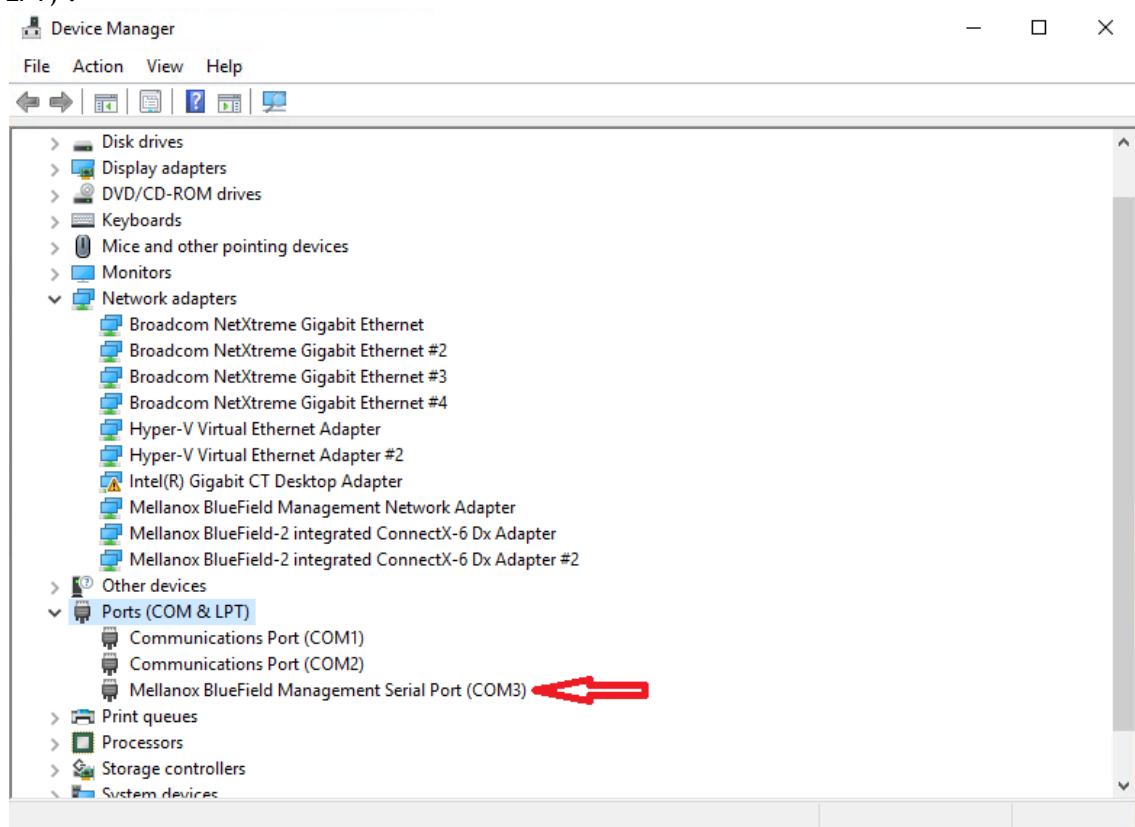 Device Manager
File Action View Help
Disk drives
Display adapters
DVD/CD-ROM drives
Keyboards
Mice and other pointing devices
Monitors
Network adapters
Broadcom NetXtreme Gigabit Ethernet
Broadcom NetXtreme Gigabit Ethernet #2
Broadcom NetXtreme Gigabit Ethernet #3
Broadcom NetXtreme Gigabit Ethernet #4
Hyper-V Virtual Ethernet Adapter
Hyper-V Virtual Ethernet Adapter #2
Intel(R) Gigabit CT Desktop Adapter
Mellanox BlueField Management Network Adapter
Mellanox BlueField-2 integrated ConnectX-6 Dx Adapter
Mellanox BlueField-2 integrated ConnectX-6 Dx Adapter #2
Other devices
Ports (COM & LPT)
Communications Port (COM1)
Communications Port (COM2)
Mellanox BlueField Management Serial Port (COM3)
Print queues
Processors
Storage controllers
System devices